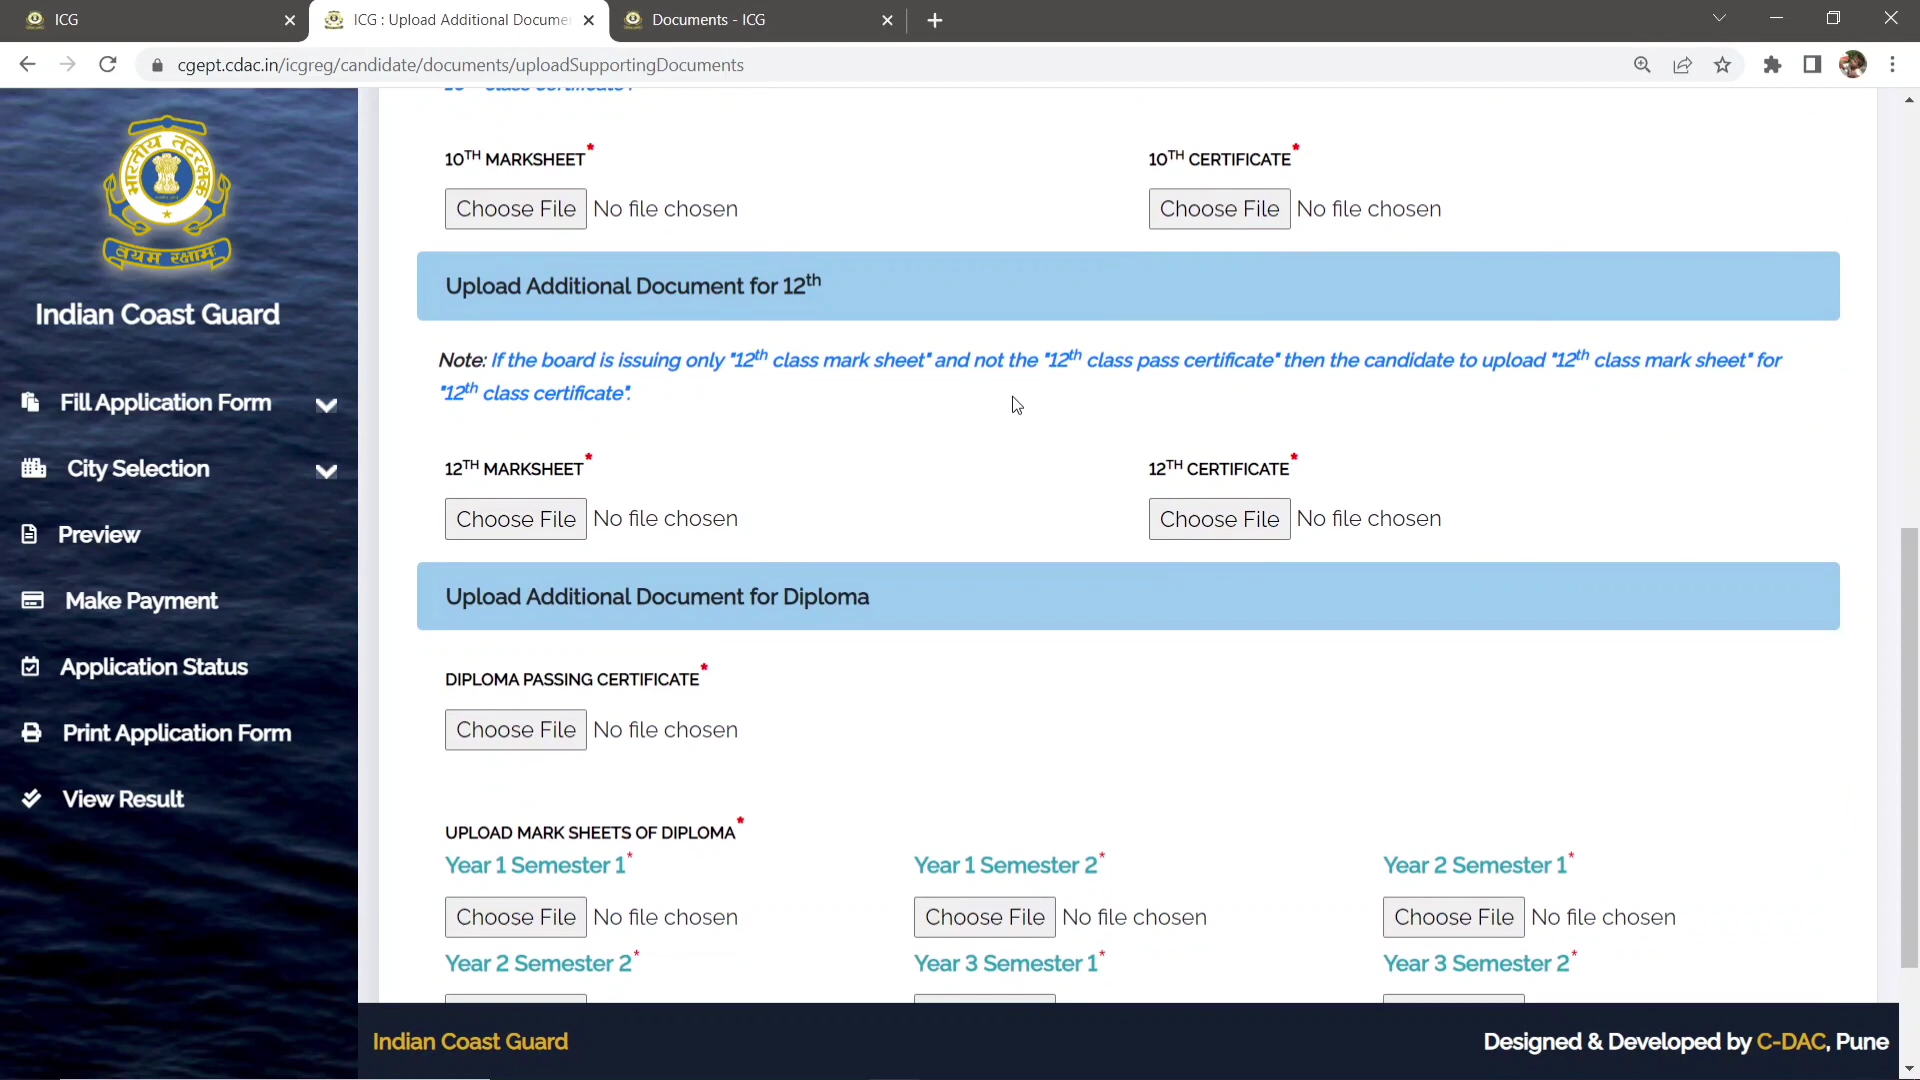 ICG
ICG : Upload Additional Docume
Documents - ICG
cgept.cdac.in/icgreg/candidate/documents/uploadSupportingDocuments
भारतीय तटरक्षक
वयम रक्षामः
Indian Coast Guard
Fill Application Form
City Selection
Preview
Make Payment
Application Status
Print Application Form
View Result
10TH MARKSHEET*
10TH CERTIFICATE*
Choose File No file chosen
Choose File No file chosen
Upload Additional Document for 12th
Note: If the board is issuing only "12th class mark sheet" and not the "12th class pass certificate" then the candidate to upload "12th class mark sheet" for
"12th class certificate".
12TH MARKSHEET*
12TH CERTIFICATE*
Choose File No file chosen
Choose File No file chosen
Upload Additional Document for Diploma
DIPLOMA PASSING CERTIFICATE*
Choose File No file chosen
UPLOAD MARK SHEETS OF DIPLOMA*
Year 1 Semester 1*
Year 1 Semester 2*
Year 2 Semester 1*
Choose File No file chosen
Choose File No file chosen
Choose File No file chosen
Year 2 Semester 2*
Year 3 Semester 1*
Year 3 Semester 2*
Indian Coast Guard
Designed & Developed by C-DAC, Pune